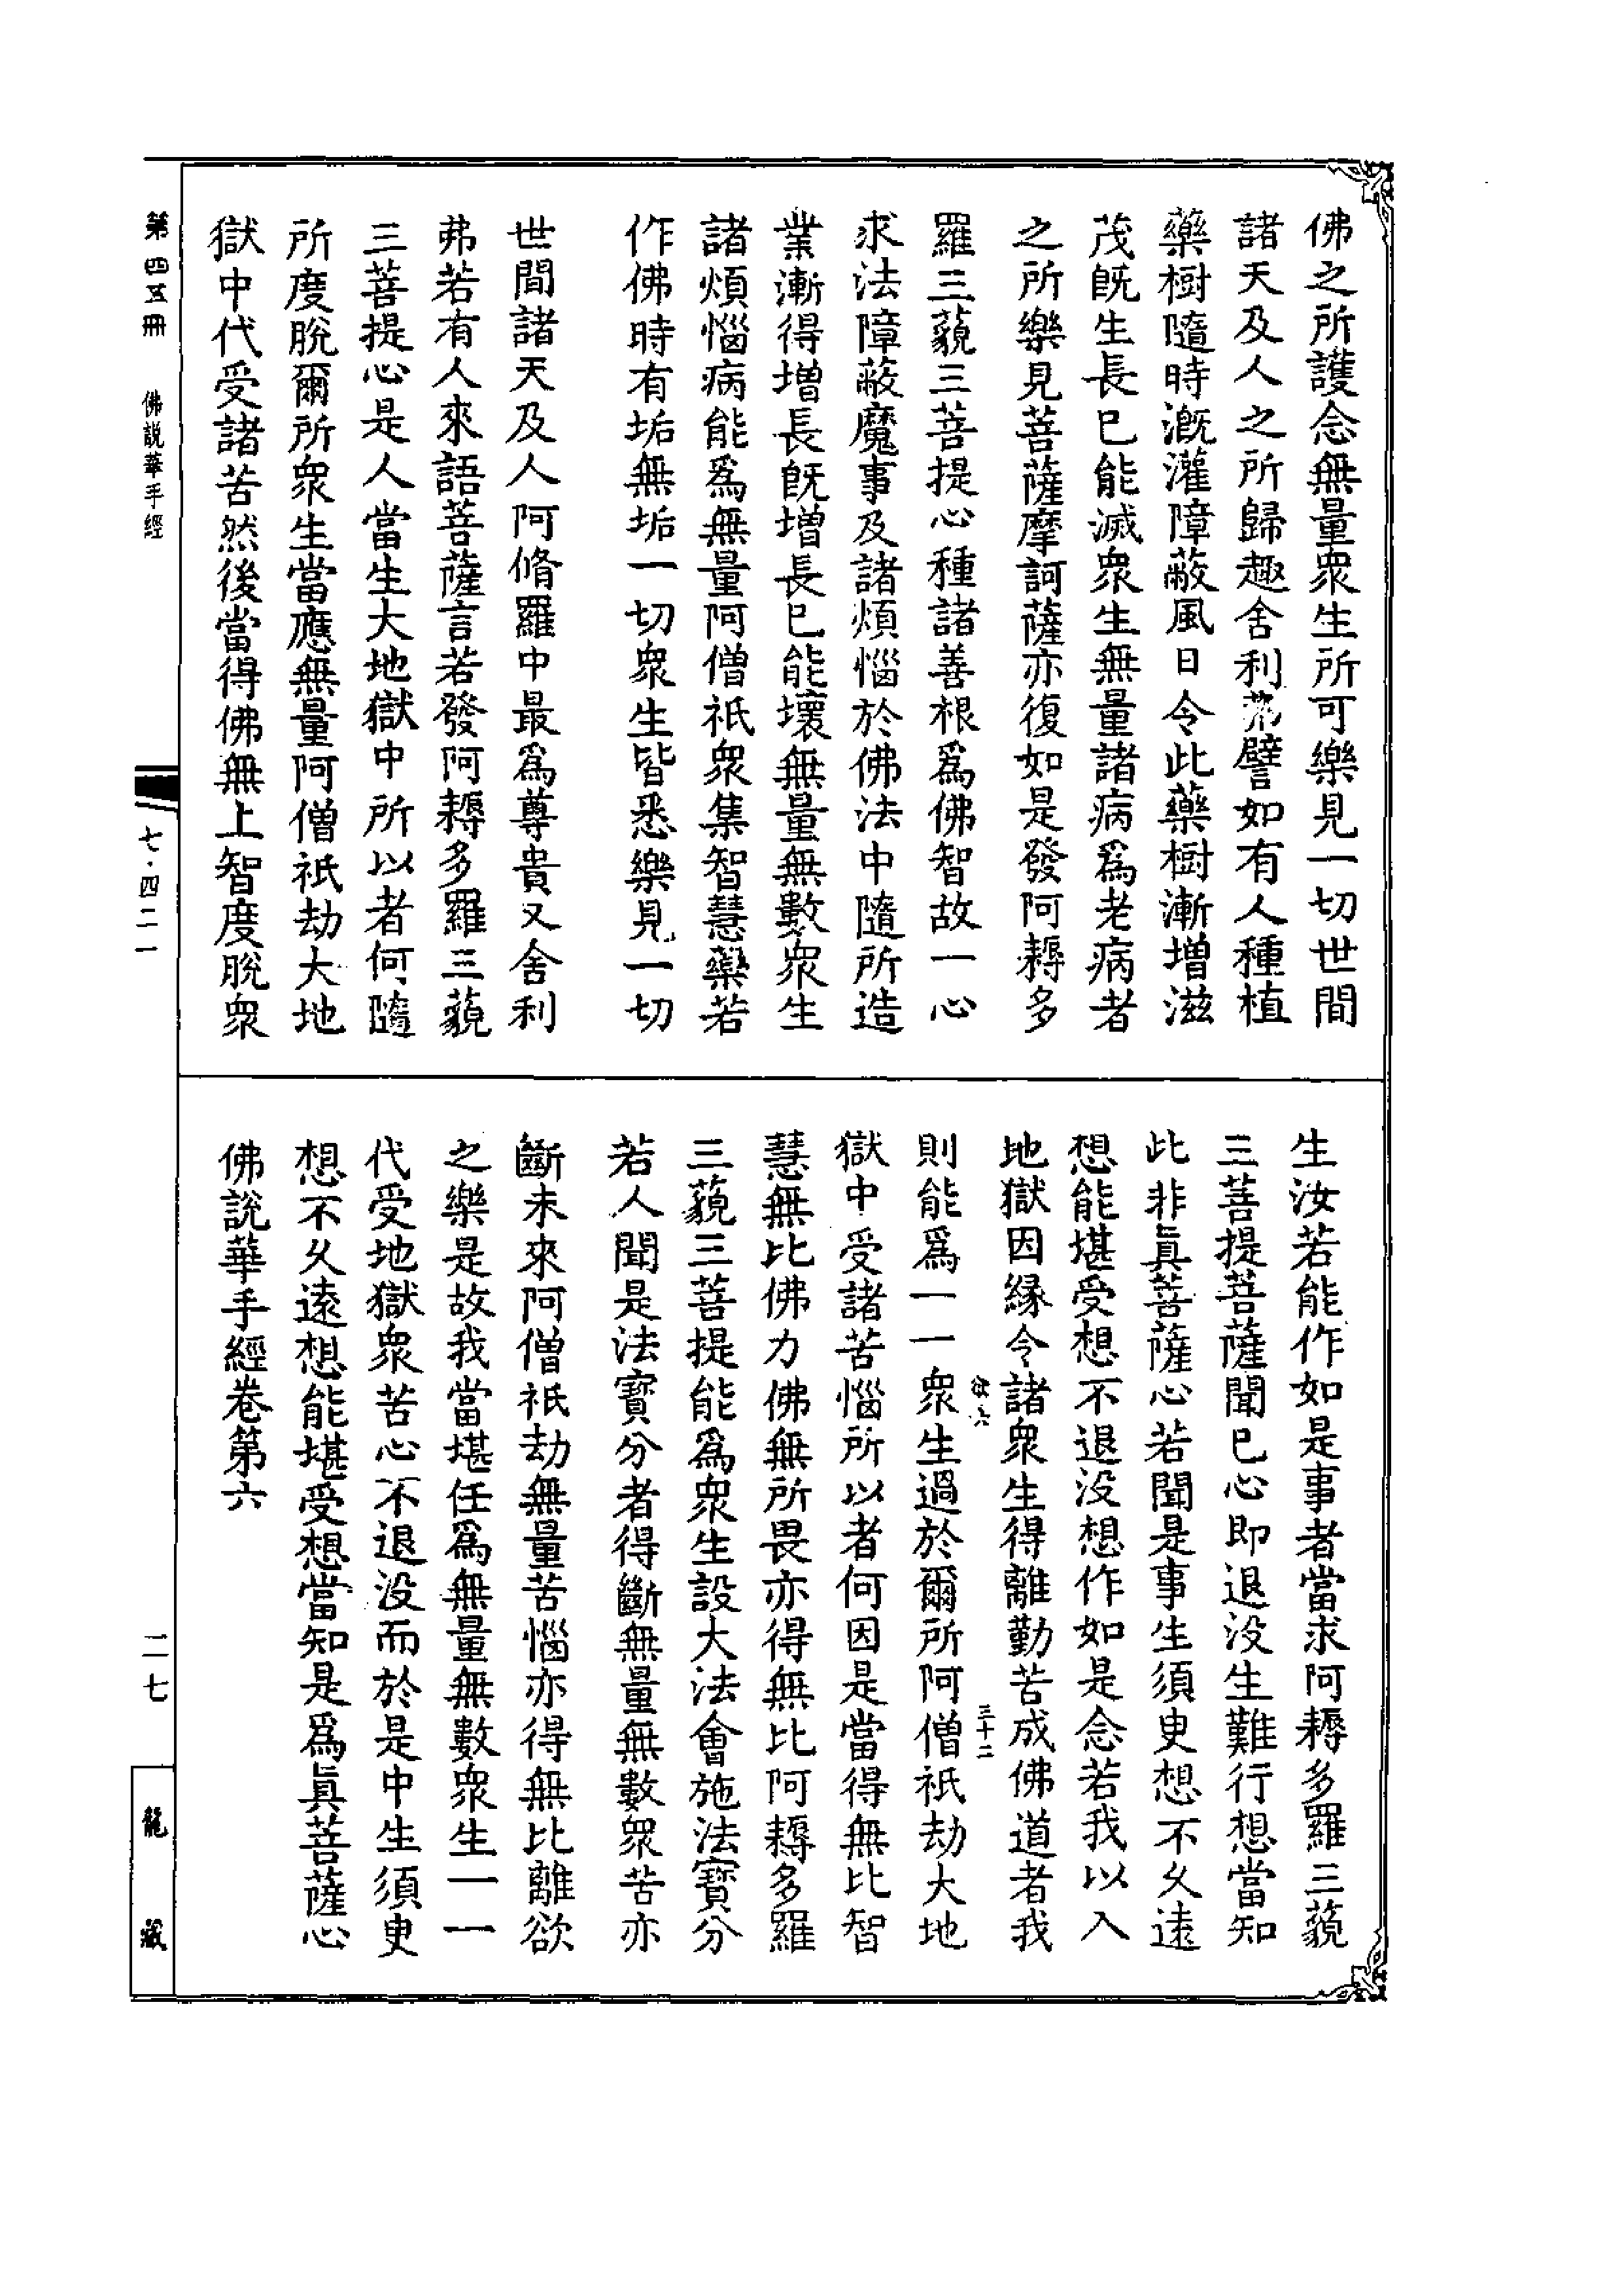 佛之所護念無量眾生所可樂見一切世間
諸天及人之所歸趣舍利弗譬如有人種植
藥樹隨時溉灌障蔽風日令此藥樹漸增滋
茂旣生長已能滅眾生無量諸病爲老病者
之所樂見菩薩摩訶薩亦復如是發阿耨多
羅三藐三菩提心種諸善根爲佛智故一心
求法障蔽魔事及諸煩惱於佛法中隨所造
業漸得增長旣增長已能壞無量無數眾生
諸煩惱病能爲無量阿僧祇眾集智慧藥若
作佛時有垢無垢一切眾生皆悉樂見一切
世間諸天及人阿脩羅中最爲尊貴又舍利
弗若有人來語菩薩言若發阿耨多羅三藐
三菩提心是人當生大地獄中所以者何隨
所度脫爾所眾生當應無量阿僧祇劫大地
獄中代受諸苦然後當得佛無上智度脫眾
生汝若能作如是事者當求阿耨多羅三藐
三菩提菩薩聞已心卽退没生難行想當知
此非眞菩薩心若聞是事生須臾想不久遠
想能堪受想不退没想作如是念若我以入
地獄因緣令諸眾生得離勤苦成佛道者我
則能爲一一眾生過於爾所阿僧祇劫大地
獄中受諸苦惱所以者何因是當得無比智
慧無比佛力佛無所畏亦得無比阿耨多羅
三藐三菩提能爲眾生設大法會施法寶分
若人聞是法寶分者得斷無量無數眾苦亦
斷未來阿僧祇劫無量苦惱亦得無比離欲
之樂是故我當堪任爲無量無數眾生一一
代受地獄眾苦心不退没而於是中生須臾
想不久遠想能堪受想當知是爲眞菩薩心
佛說華手經卷第六
六
三十二
第四五冊
佛説華手經
七·四二一
二七
龍藏